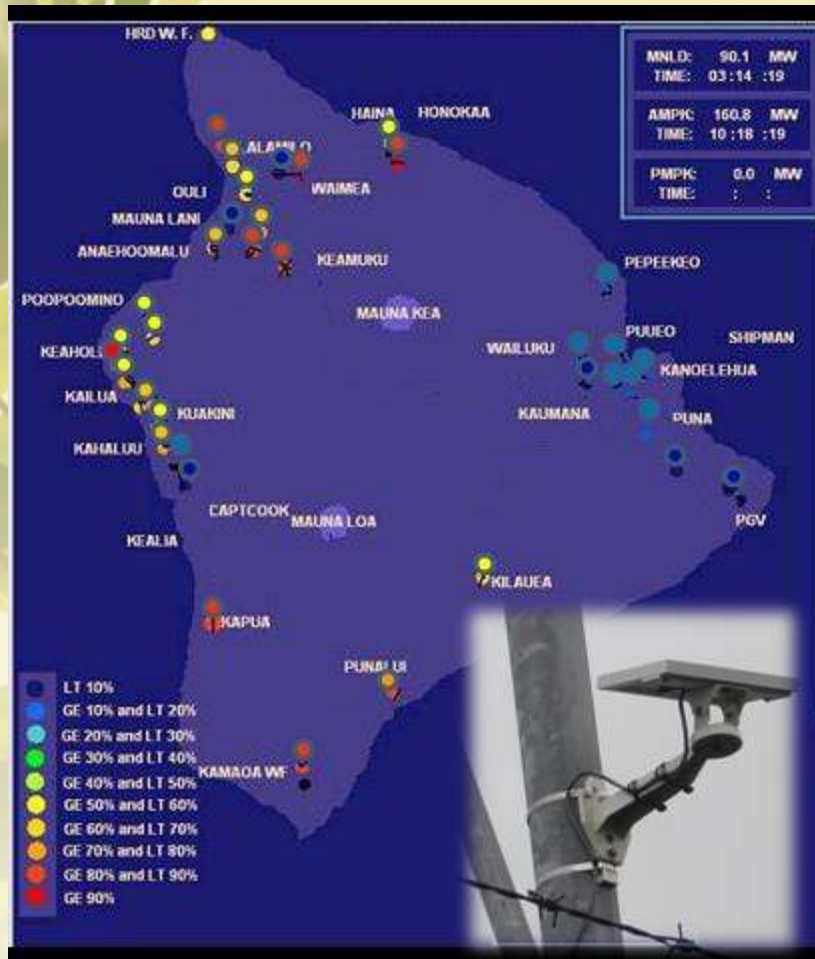 HRD W. F.
MNLD: 90.1 MW
TIME: 03 :14 :19
AMPK: 160.8 MW
TIME: 10 :18 :19
PMPK: 0.0 MW
TIME: : :
HAINA HONOKAA
WAIMEA
OULI
MAUNA LANI
ANAEHOOMALU
KEAMUKU
PEPEEKEO
POOPOOMINO
MAUNA KEA
PUUEO
SHIPMAN
WAILUKU
KEAHOLE
KANOELEHUA
KAILUA
KUAKINI
KAUMANA
PUNA
KAHALUU
CAPTCOOK
MAUNA LOA
PGV
KEALIA
KILAUEA
KAPUA
PUNALUI
KAMAOA WF
LT 10%
GE 10% and LT 20%
GE 20% and LT 30%
GE 30% and LT 40%
GE 40% and LT 50%
GE 50% and LT 60%
GE 60% and LT 70%
GE 70% and LT 80%
GE 80% and LT 90%
GE 90%